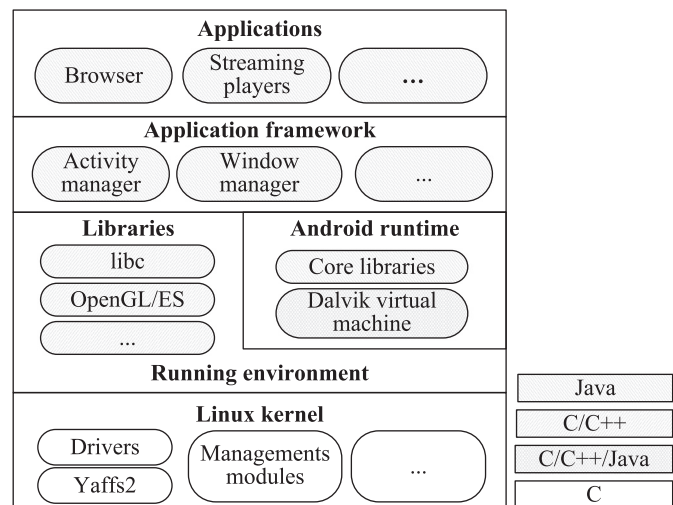 Applications
Browser
Streaming
players
...
Application framework
Activity
manager
Window
manager
...
Libraries
libc
OpenGL/ES
...
Android runtime
Core libraries
Dalvik virtual
machine
Running environment
Linux kernel
Drivers
Yaffs2
Managements
modules
...
Java
C/C++
C/C++/Java
C